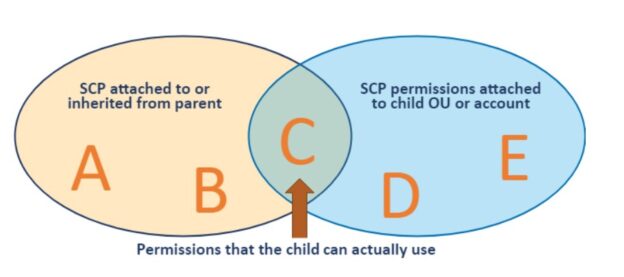 SCP attached to or
inherited from parent
SCP permissions attached
to child OU or account
A
B
C
D
E
Permissions that the child can actually use